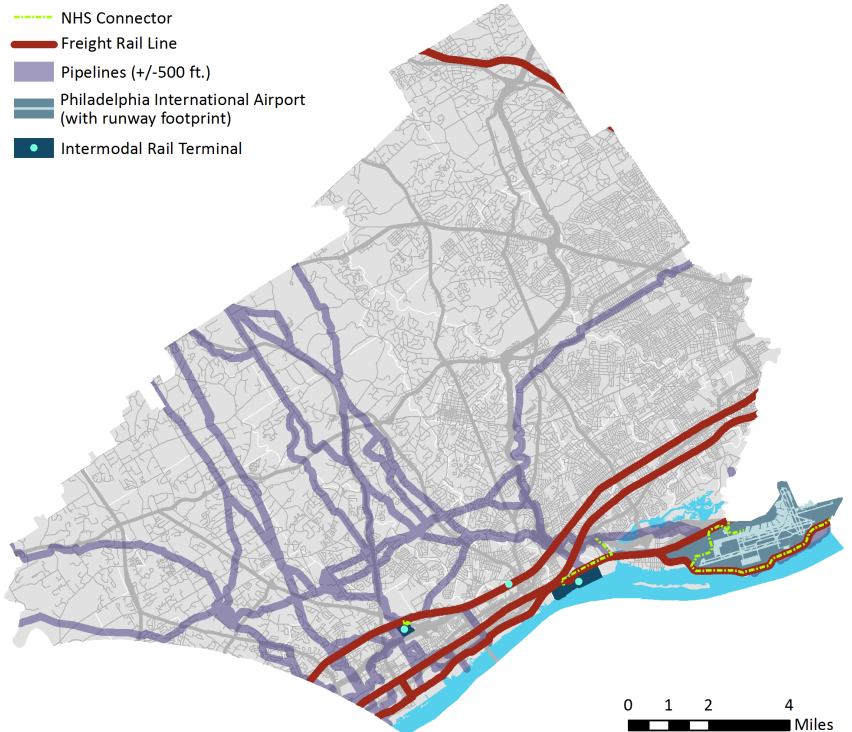 NHS Connector
Freight Rail Line
Pipelines (+/-500 ft.)
Philadelphia International Airport
(with runway footprint)
Intermodal Rail Terminal
0 1 2 4
Miles